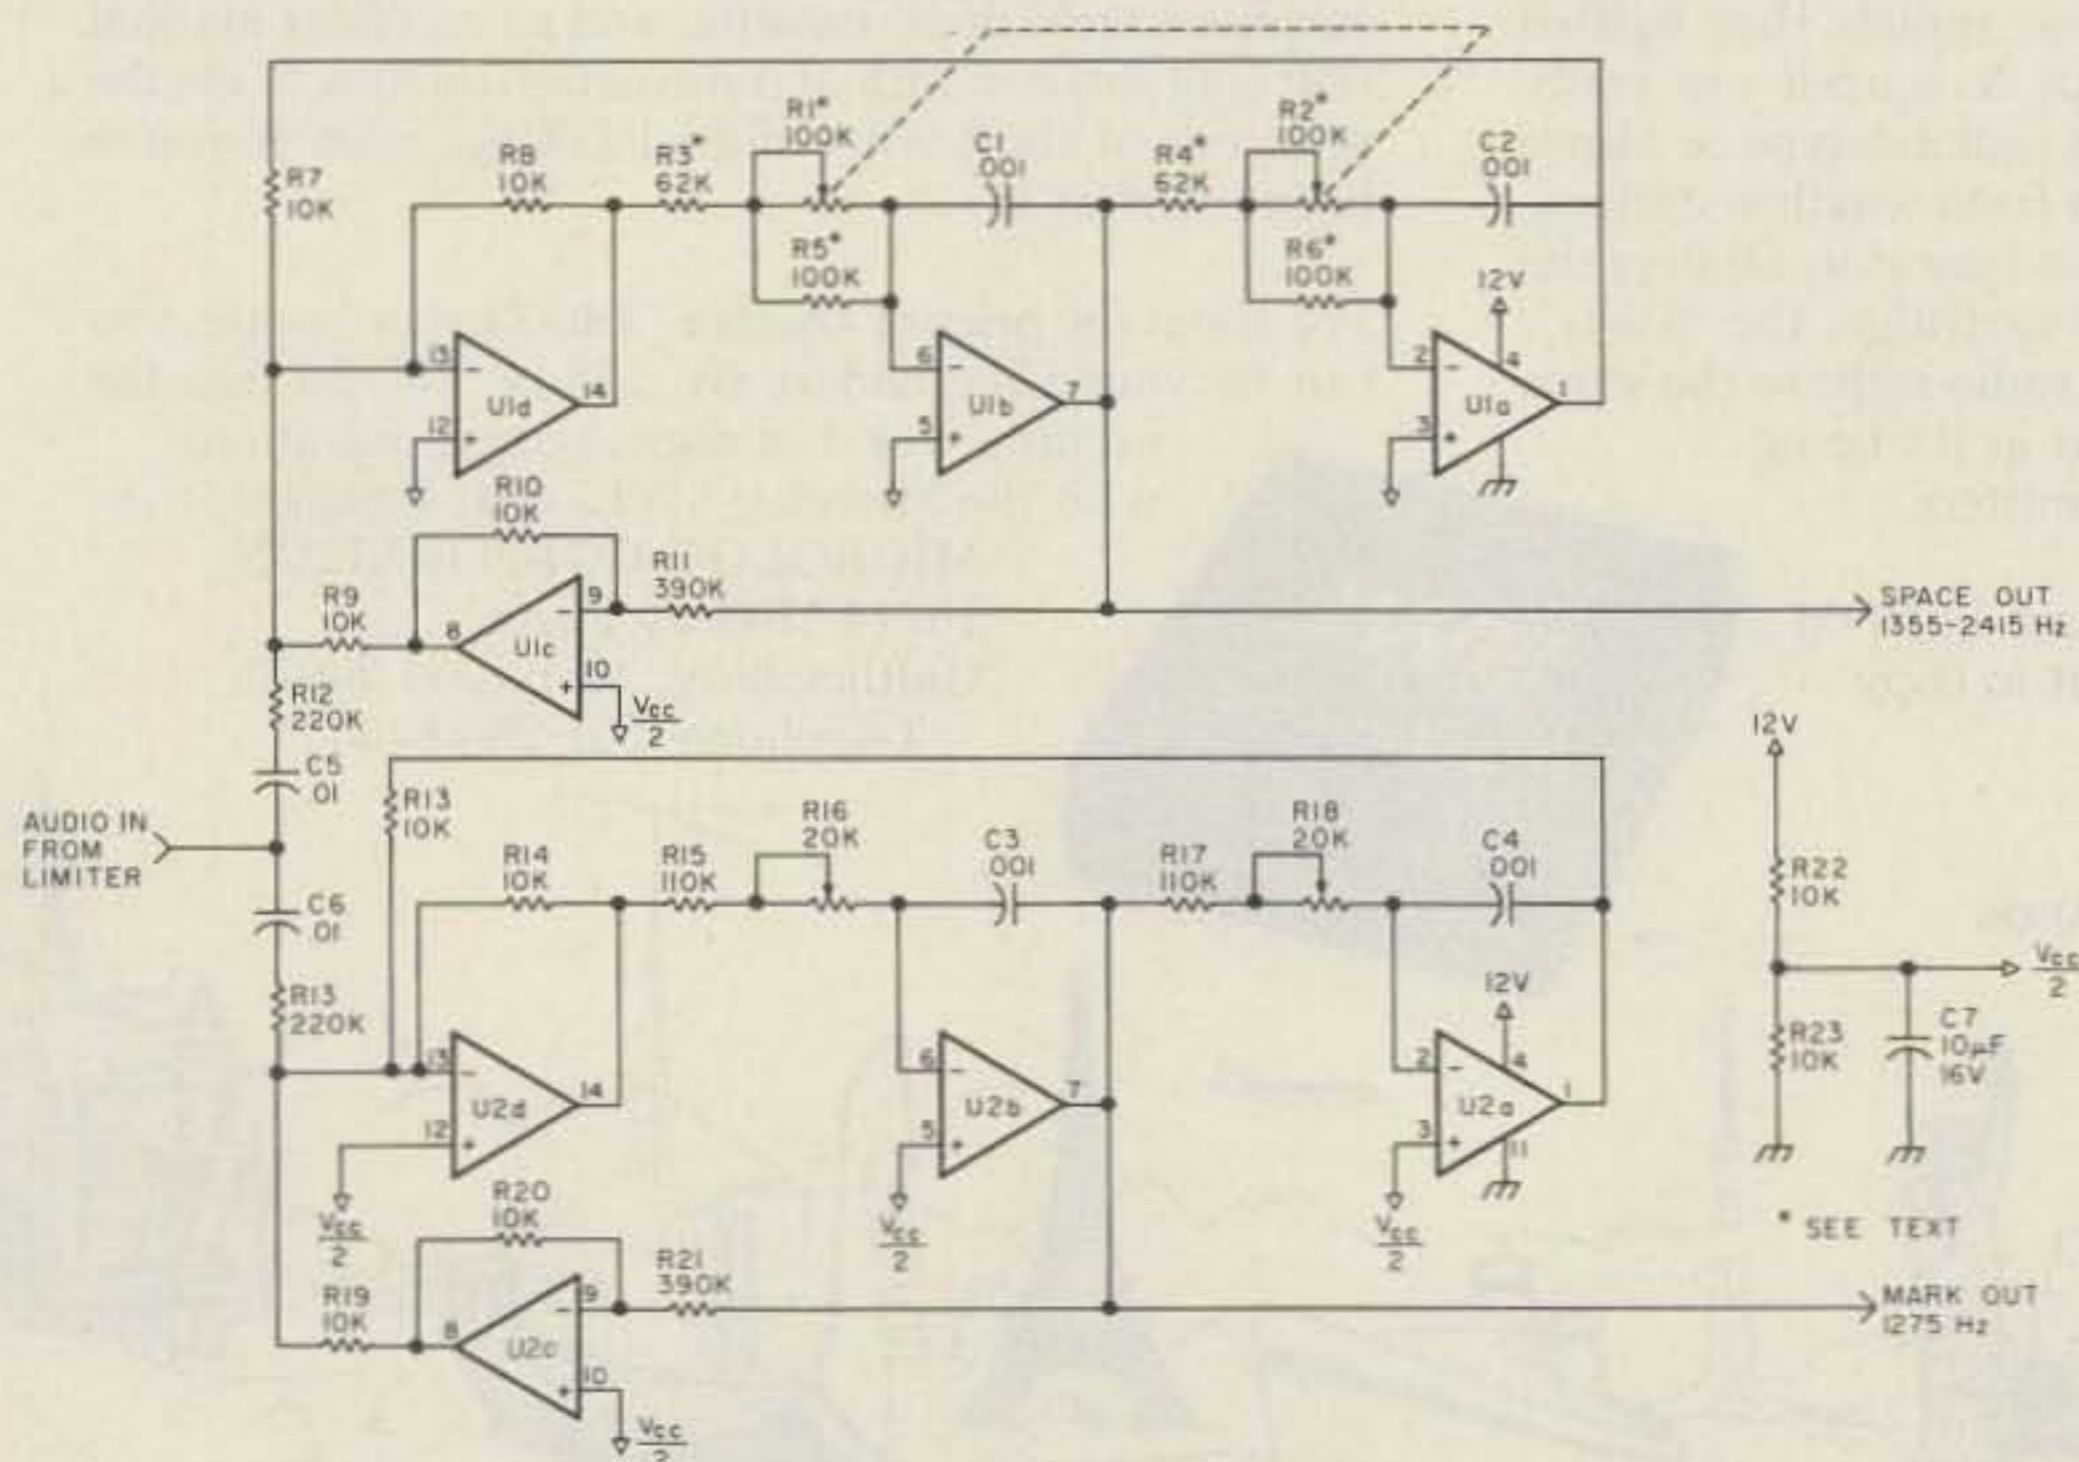 R1*
100K
R2*
100K
R7
10K
R8
10K
R3*
62K
C1
.001
R4*
62K
C2
.001
R5*
100K
R6*
100K
12V
13
-
14
U1d
12
+
6
-
7
U1b
5
+
2
-
4
1
U1a
3
+
R10
10K
R11
390K
R9
10K
8
9
-
U1c
10
+
Vcc
2
SPACE OUT
1355-2415 Hz
R12
220K
C5
.01
AUDIO IN
FROM
LIMITER
C6
.01
R13
220K
R13
10K
R14
10K
R15
110K
R16
20K
C3
.001
R17
110K
R18
20K
C4
.001
12V
13
-
14
U2d
12
+
Vcc
2
6
-
7
U2b
5
+
Vcc
2
2
-
4
1
U2a
3
+
11
Vcc
2
12V
R22
10K
Vcc
2
R23
10K
C7
10µF
16V
* SEE TEXT
R20
10K
R21
390K
R19
10K
8
9
-
U2c
10
+
Vcc
2
MARK OUT
1275 Hz